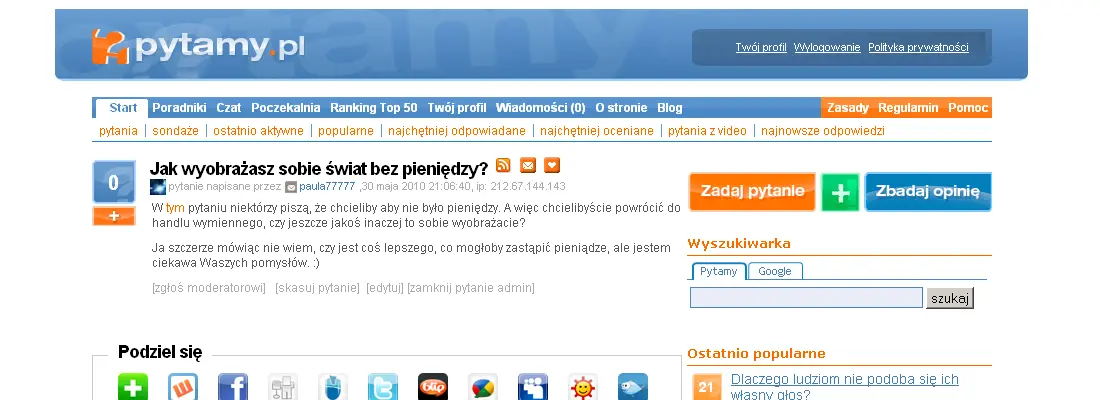 pytamy.pl
Twój profil Wylogowanie Polityka prywatności
Start Poradniki Czat Poczekalnia Ranking Top 50 Twój profil Wiadomości (0) O stronie Blog Zasady Regulamin Pomoc
pytania sondaże ostatnio aktywne popularne najchętniej odpowiadane najchętniej oceniane pytania z video najnowsze odpowiedzi
0
+
Jak wyobrażasz sobie świat bez pieniędzy?
pytanie napisane przez paula77777 ,30 maja 2010 21:06:40, ip: 212.67.144.143
W tym pytaniu niektórzy piszą, że chcieliby aby nie było pieniędzy. A więc chcielibyście powrócić do
handlu wymiennego, czy jeszcze jakoś inaczej to sobie wyobrażacie?
Ja szczerze mówiąc nie wiem, czy jest coś lepszego, co mogłoby zastąpić pieniądze, ale jestem
ciekawa Waszych pomysłów. :)
[zgłoś moderatorowi] [skasuj pytanie] [edytuj] [zamknij pytanie admin]
Zadaj pytanie + Zbadaj opinię
Wyszukiwarka
Pytamy Google
szukaj
Podziel się
blip
Ostatnio popularne
21
Dlaczego ludziom nie podoba się ich
własny głos?